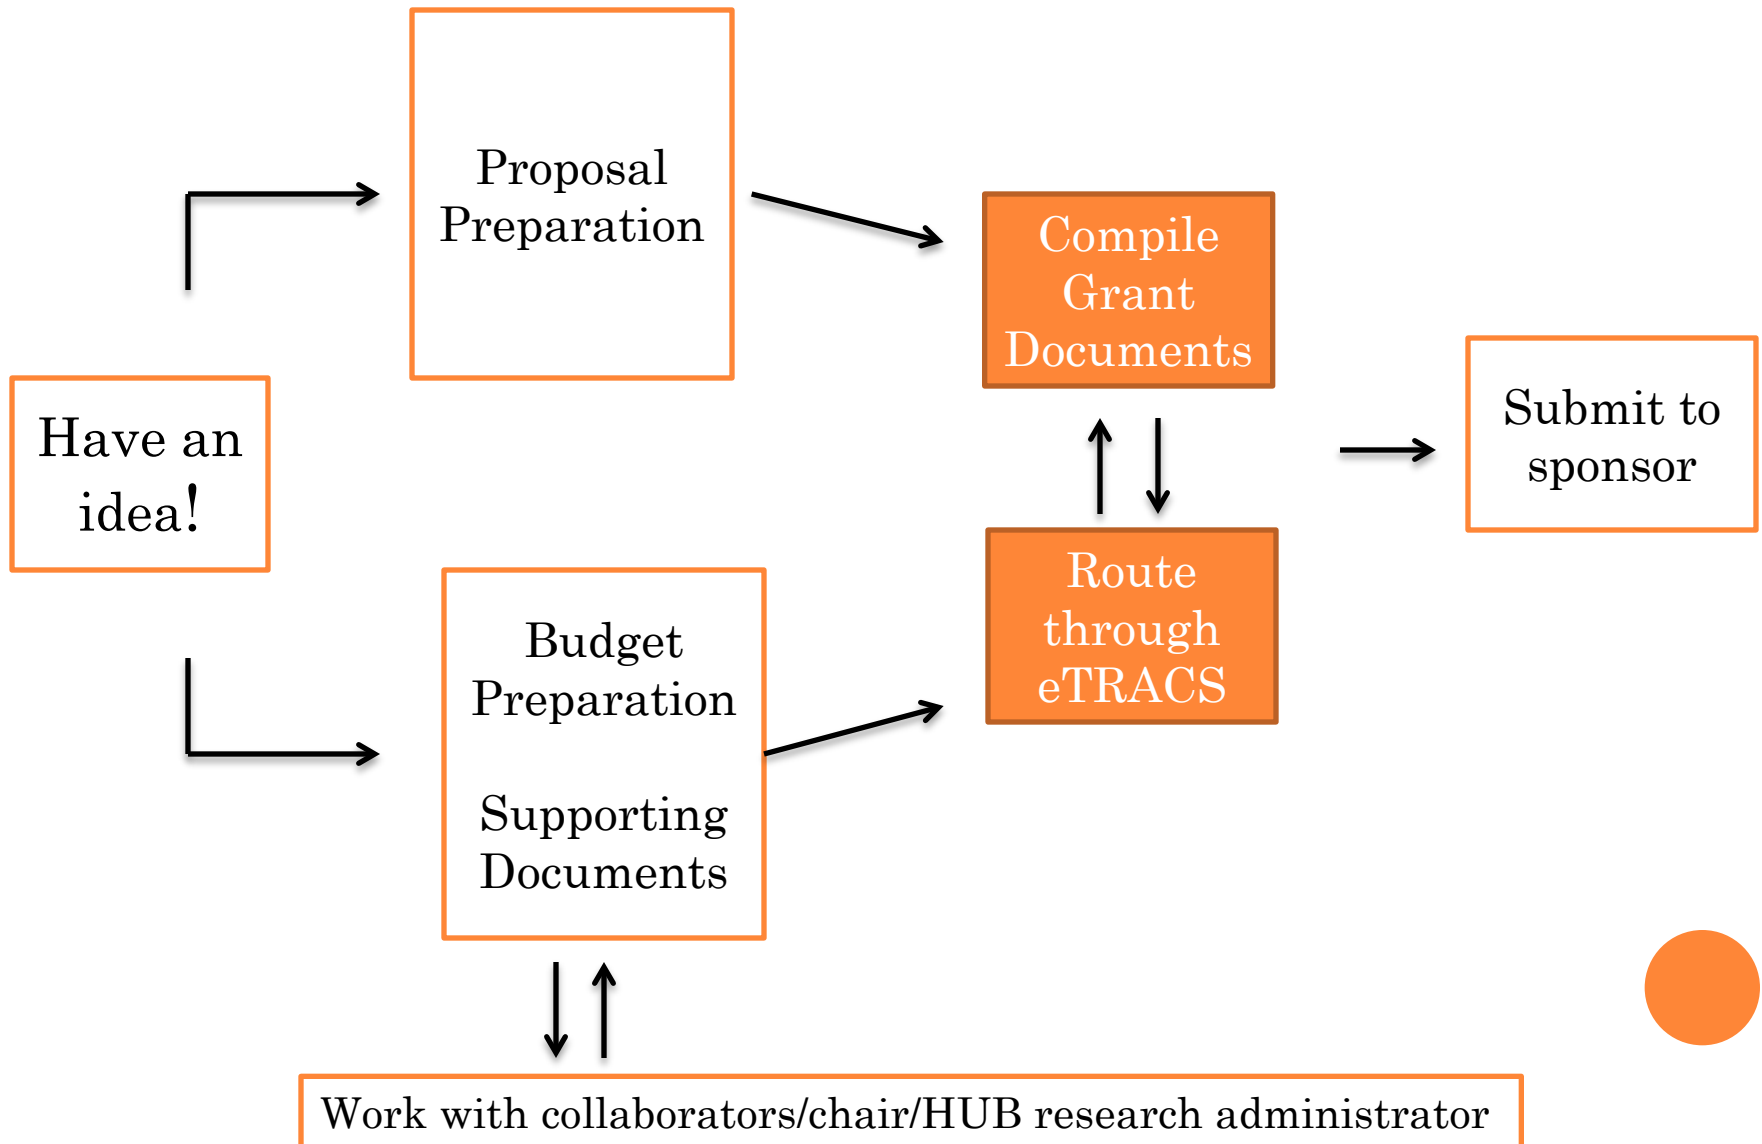 Proposal
Preparation
Compile
Grant
Documents
Have an
idea!
Submit to
sponsor
Budget
Preparation
Supporting
Documents
Route
through
eTRACS
Work with collaborators/chair/HUB research administrator